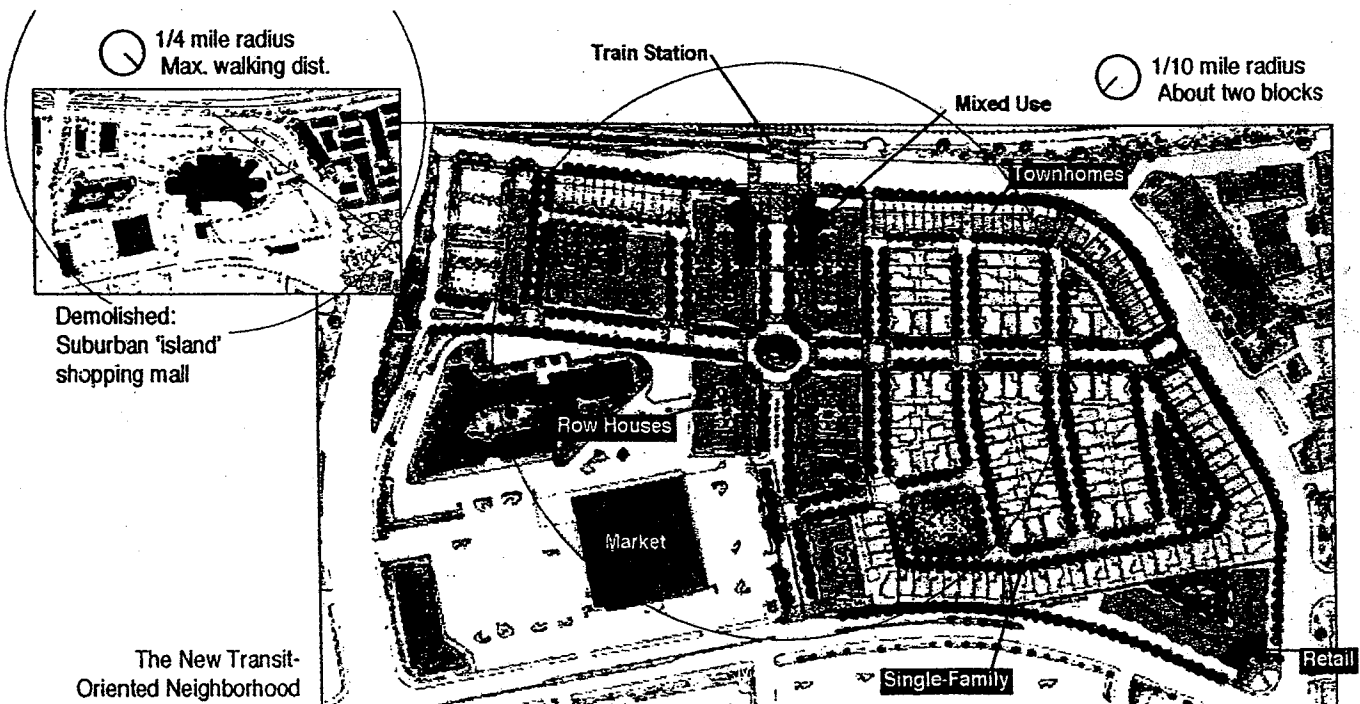 1/4 mile radius
Max. walking dist.
Train Station
1/10 mile radius
About two blocks
Mixed Use
Townhomes
Demolished:
Suburban 'island'
shopping mall
Row Houses
Market
The New Transit-
Oriented Neighborhood
Single-Family
Retail